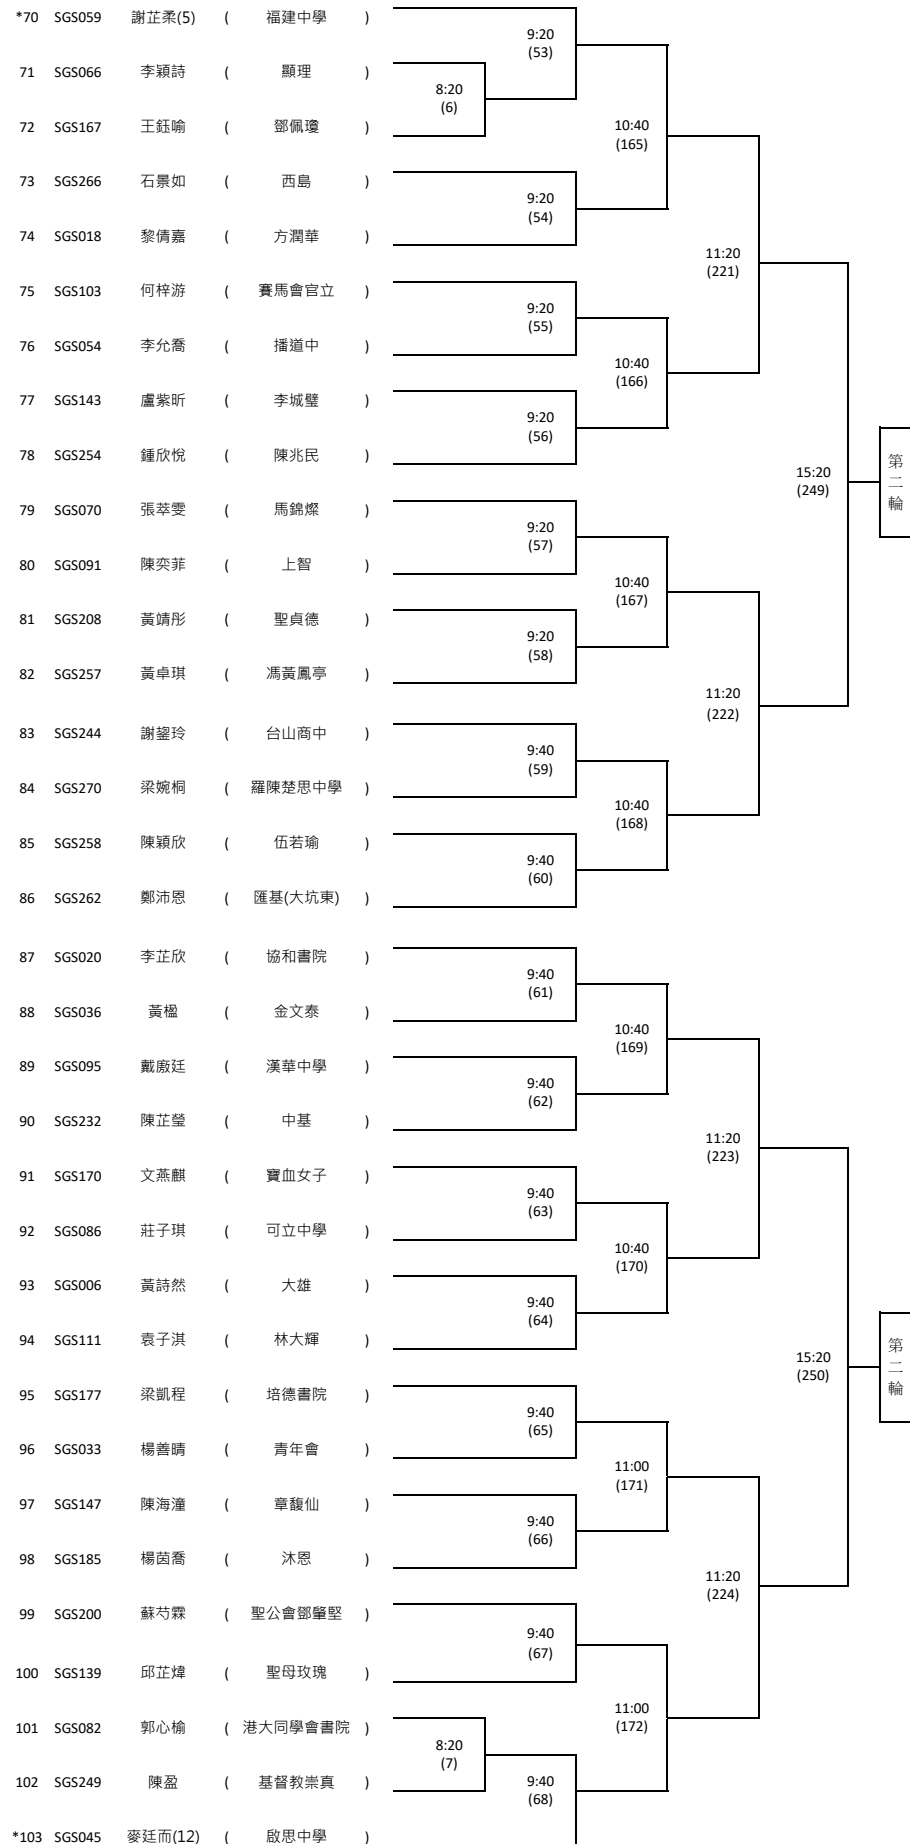 *70 SGS059 謝芷柔(5) ( 福建中學 )
9:20
(53)
71 SGS066 李穎詩 ( 顯理 )
8:20
(6)
72 SGS167 王鈺喻 ( 鄧佩瓊 )
10:40
(165)
73 SGS266 石景如 ( 西島 )
9:20
(54)
74 SGS018 黎倩嘉 ( 方潤華 )
11:20
(221)
75 SGS103 何梓游 ( 賽馬會官立 )
9:20
(55)
76 SGS054 李允喬 ( 播道中 )
10:40
(166)
77 SGS143 盧紫昕 ( 李城璧 )
9:20
(56)
78 SGS254 鍾欣悅 ( 陳兆民 )
15:20
(249)
第二輪
79 SGS070 張萃雯 ( 馬錦燦 )
9:20
(57)
80 SGS091 陳奕菲 ( 上智 )
10:40
(167)
81 SGS208 黃靖彤 ( 聖貞德 )
9:20
(58)
82 SGS257 黃卓琪 ( 馮黃鳳亭 )
11:20
(222)
83 SGS244 謝鋆玲 ( 台山商中 )
9:40
(59)
84 SGS270 梁婉桐 ( 羅陳楚思中學 )
10:40
(168)
85 SGS258 陳穎欣 ( 伍若瑜 )
9:40
(60)
86 SGS262 鄭沛恩 ( 匯基(大坑東) )
87 SGS020 李芷欣 ( 協和書院 )
9:40
(61)
88 SGS036 黃楹 ( 金文泰 )
10:40
(169)
89 SGS095 戴廒廷 ( 漢華中學 )
9:40
(62)
90 SGS232 陳芷瑩 ( 中基 )
11:20
(223)
91 SGS170 文燕麒 ( 寶血女子 )
9:40
(63)
92 SGS086 莊子琪 ( 可立中學 )
10:40
(170)
93 SGS006 黃詩然 ( 大雄 )
9:40
(64)
94 SGS111 袁子淇 ( 林大輝 )
15:20
(250)
第二輪
95 SGS177 梁凱程 ( 培德書院 )
9:40
(65)
96 SGS033 楊善晴 ( 青年會 )
11:00
(171)
97 SGS147 陳海潼 ( 章馥仙 )
9:40
(66)
98 SGS185 楊茵喬 ( 沐恩 )
11:20
(224)
99 SGS200 蘇芍霖 ( 聖公會鄧肇堅 )
9:40
(67)
100 SGS139 邱芷煒 ( 聖母玫瑰 )
11:00
(172)
101 SGS082 郭心榆 ( 港大同學會書院 )
8:20
(7)
102 SGS249 陳盈 ( 基督教崇真 )
9:40
(68)
*103 SGS045 麥廷而(12) ( 啟思中學 )